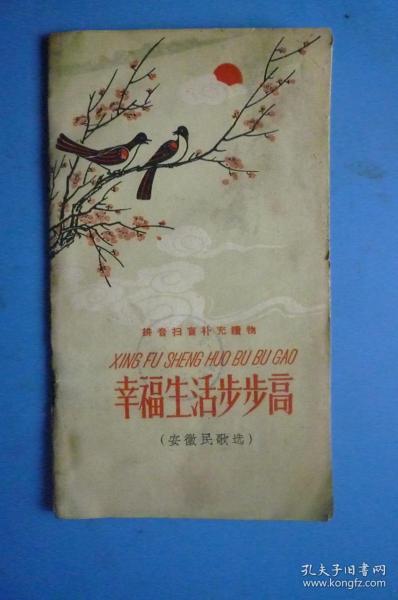 拼音扫盲补充读物
XING FU SHENG HUO BU BU GAO
幸福生活步步高
（安徽民歌选）
孔夫子旧书网
www.kongfz.com